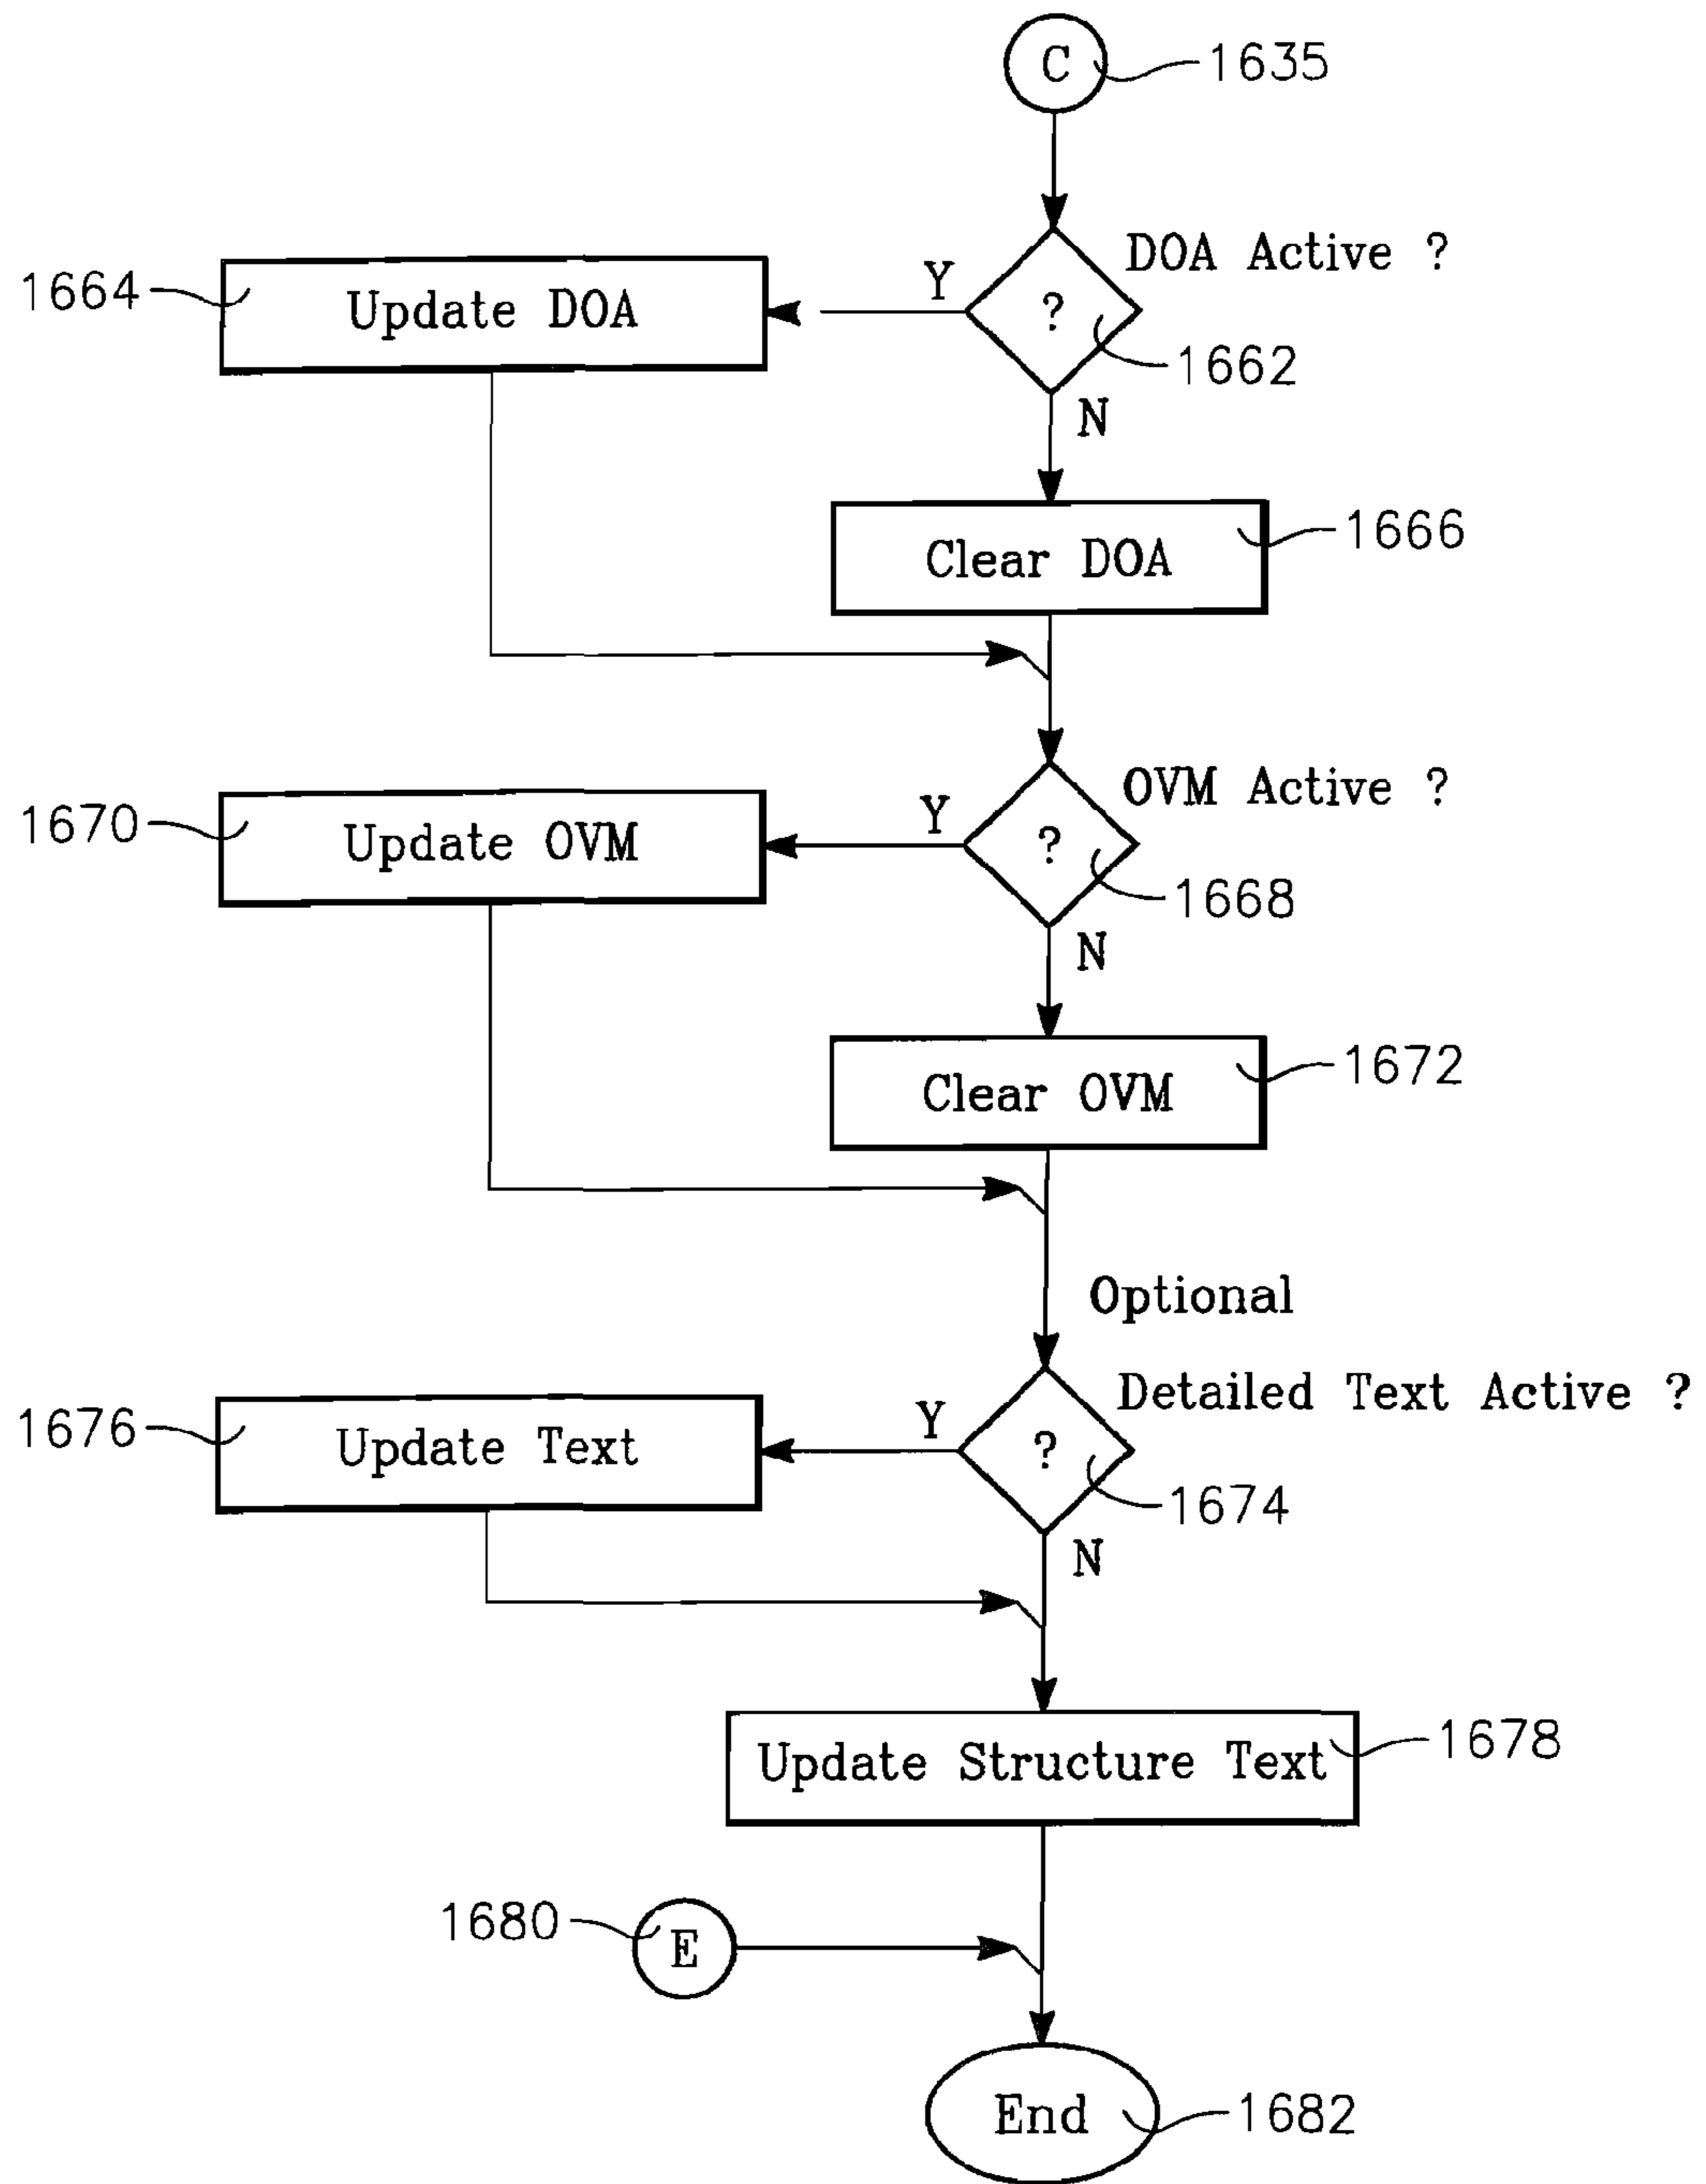 C
1635
DOA Active ?
Y
?
1664
Update DOA
1662
N
Clear DOA
1666
OVM Active ?
Y
?
1670
Update OVM
1668
N
Clear OVM
1672
Optional
Detailed Text Active ?
Y
?
1676
Update Text
1674
N
Update Structure Text
1678
1680
E
End
1682